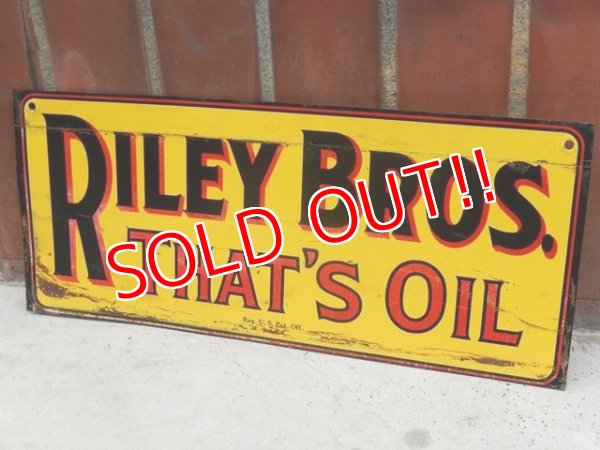 RILEY BROS.
THAT'S OIL
Reg. U. S. Pat. Off.
SOLD OUT!!